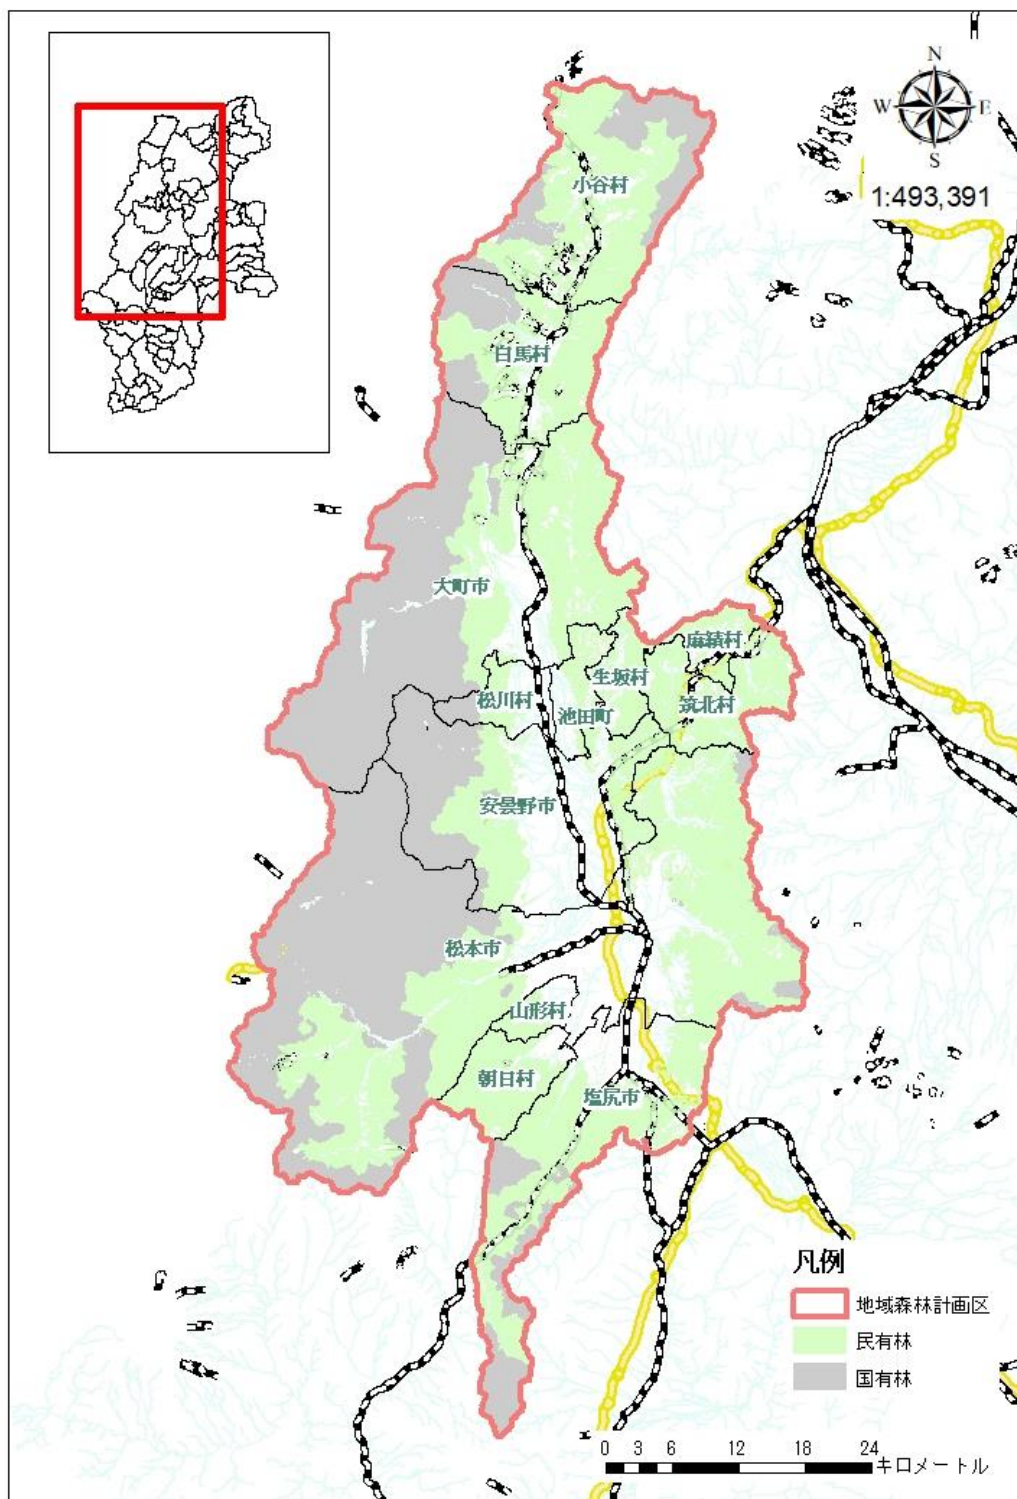 N
W E
S
1:493,391
小谷村
白馬村
大町市
麻績村
生坂村
松川村
筑北村
池田町
安曇野市
松本市
山形村
朝日村
塩尻市
凡例
地域森林計画区
民有林
国有林
0 3 6 12 18 24
キロメートル